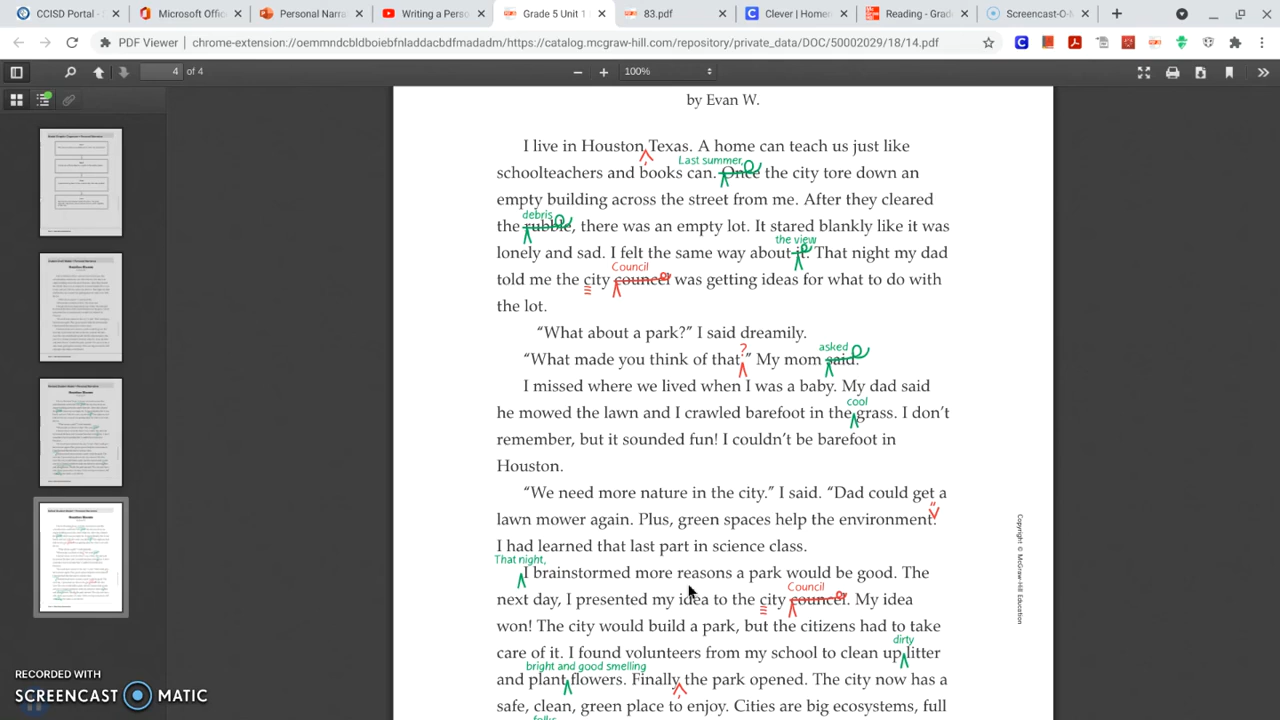 CCISD
Microsoft Office
Personal Narra
Writing a Perso
Grade 5 Unit 1
83.pdf
WR
Reading - Grad
Screencast-O-
PDF Viewer | chrome-extension://oemmndcbldboiebfnladdacbdfmadadm/https://catalog.mcgraw-hill.com/repository/private_data/DOC/50002029/18/14.pdf
4 of 4
100%
by Evan W.
I live in Houston Texas. A home can teach us just like
Last summer,
schoolteachers and books can. Once the city tore down an
empty building across the street from me. After they cleared
debris
the rubble, there was an empty lot. It stared blankly like it was
the view
lonely and sad. I felt the same way about it. That night my dad
Council
told me the city council was getting ideas for what to do with
the lot.
“What about a park?” I said dreamily.
? asked
“What made you think of that,” My mom said.
I missed where we lived when I was a baby. My dad said
cool
he mowed the lawn and I crawled barefoot in the grass. I don’t
remember, but it sounded fun! I couldn’t be barefoot in
Houston.
“We need more nature in the city.” I said. “Dad could get a
”
lawnmower again. Plus, green space helps the environment.
I had learned that last part in science class.
That night,
I brainstormed more reasons a park would be good. The
Council
next day, I presented my idea to the city council. My idea
won! The city would build a park, but the citizens had to take
dirty
care of it. I found volunteers from my school to clean up litter
bright and good smelling
and plant flowers. Finally the park opened. The city now has a
safe, clean, green place to enjoy. Cities are big ecosystems, full
folks
Copyright © McGraw-Hill Education
RECORDED WITH
SCREENCAST MATIC